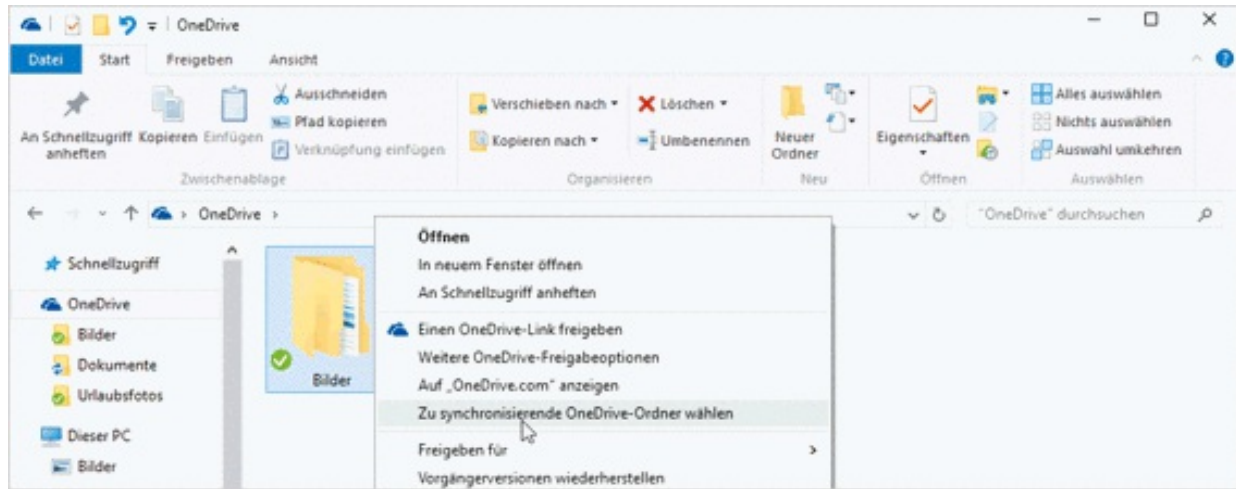 OneDrive
Datei Start Freigeben Ansicht
An Schnellzugriff anheften
Kopieren
Einfügen
Ausschneiden
Pfad kopieren
Verknüpfung einfügen
Zwischenablage
Verschieben nach
Kopieren nach
Löschen
Umbenennen
Organisieren
Neuer Ordner
Neu
Eigenschaften
Öffnen
Alles auswählen
Nichts auswählen
Auswahl umkehren
Auswählen
OneDrive
"OneDrive" durchsuchen
Schnellzugriff
OneDrive
Bilder
Dokumente
Urlaubsfotos
Dieser PC
Bilder
Bilder
Öffnen
In neuem Fenster öffnen
An Schnellzugriff anheften
Einen OneDrive-Link freigeben
Weitere OneDrive-Freigabeoptionen
Auf „OneDrive.com" anzeigen
Zu synchronisierende OneDrive-Ordner wählen
Freigeben für
Vorgängerversionen wiederherstellen